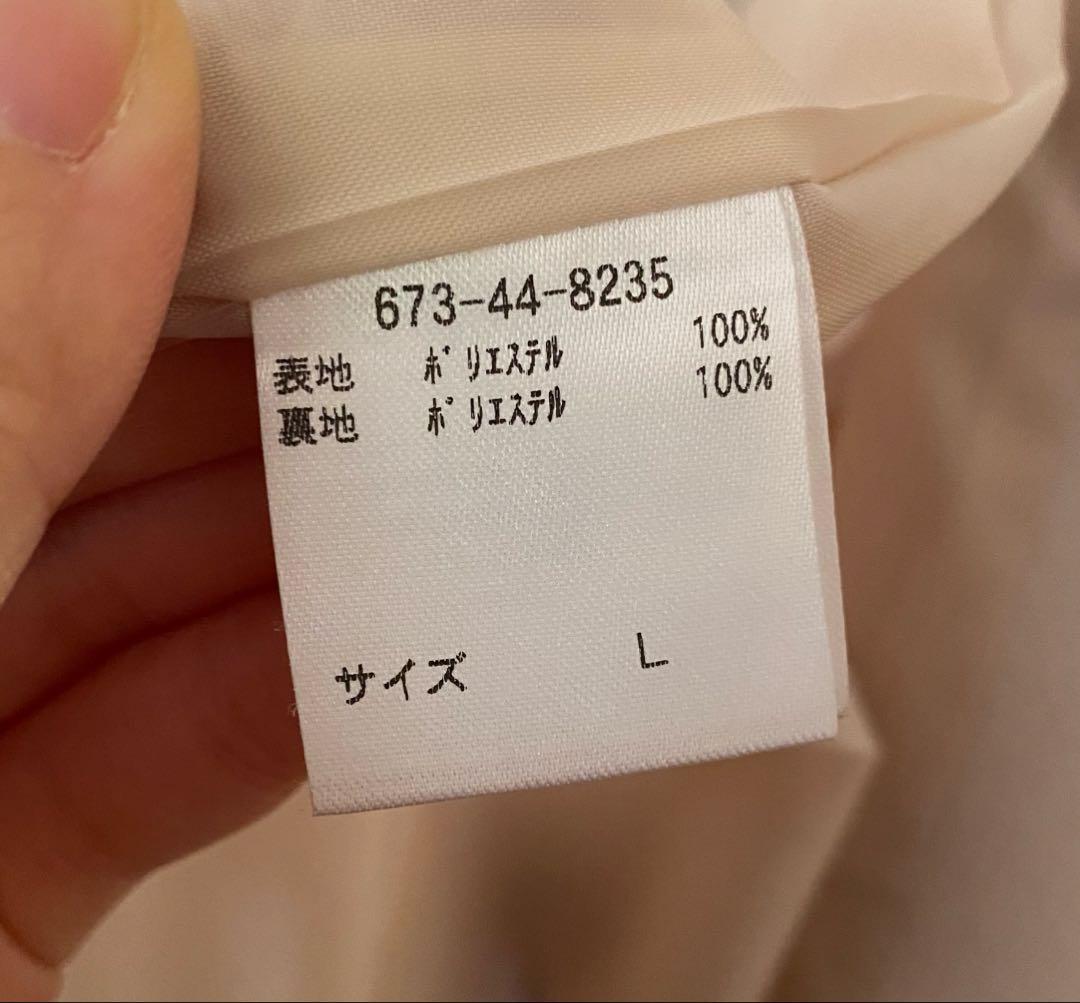 673-44-8235
表地 ポリエステル 100%
裏地 ポリエステル 100%
サイズ L